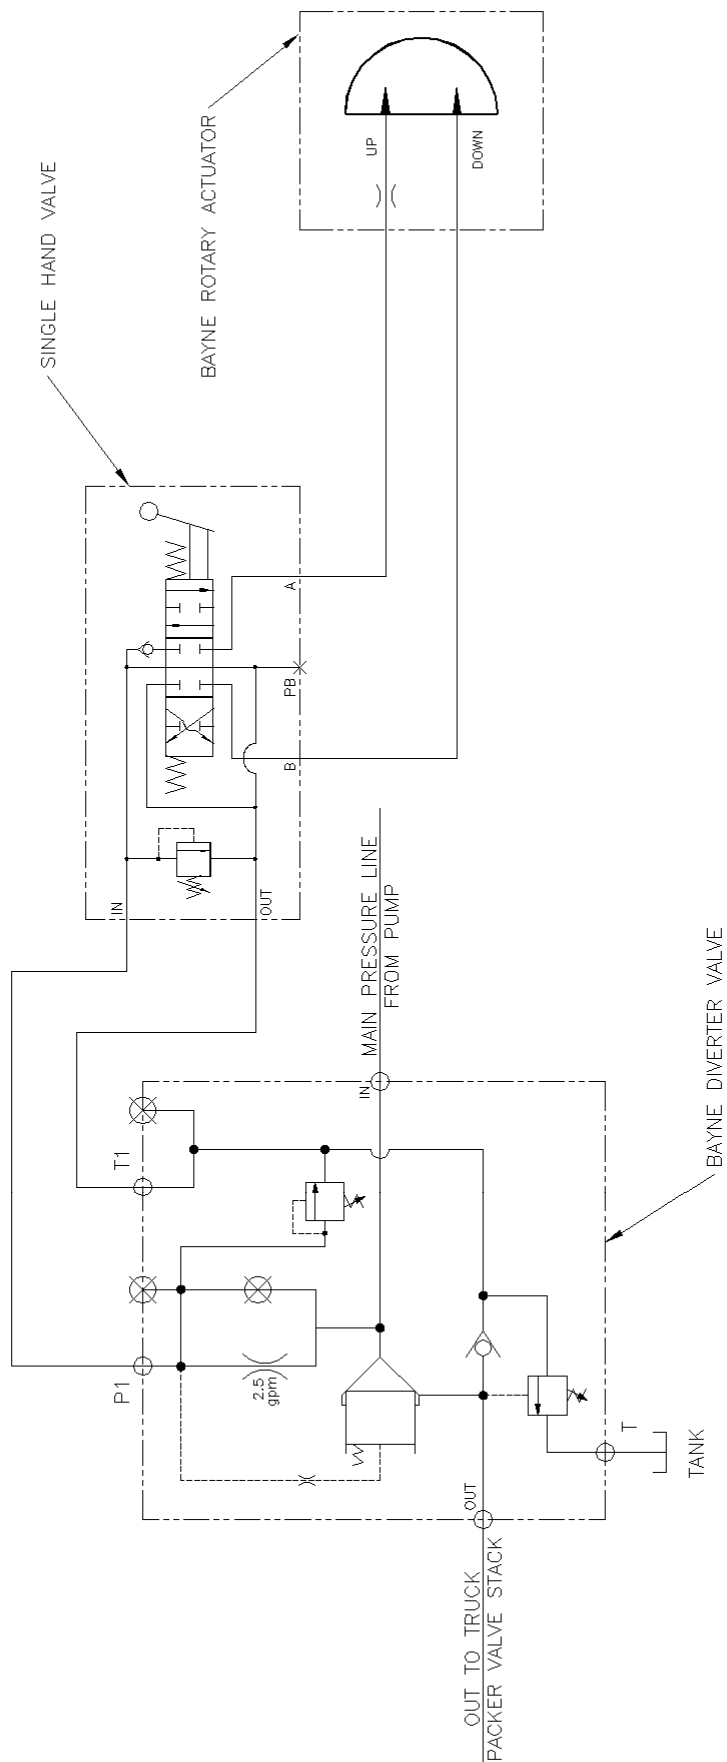 SINGLE HAND VALVE
BAYNE ROTARY ACTUATOR
UP
DOWN
A
PB
B
IN
OUT
MAIN PRESSURE LINE
FROM PUMP
BAYNE DIVERTER VALVE
IN
T1
P1
2.5
gpm
T
TANK
OUT
OUT TO TRUCK
PACKER VALVE STACK